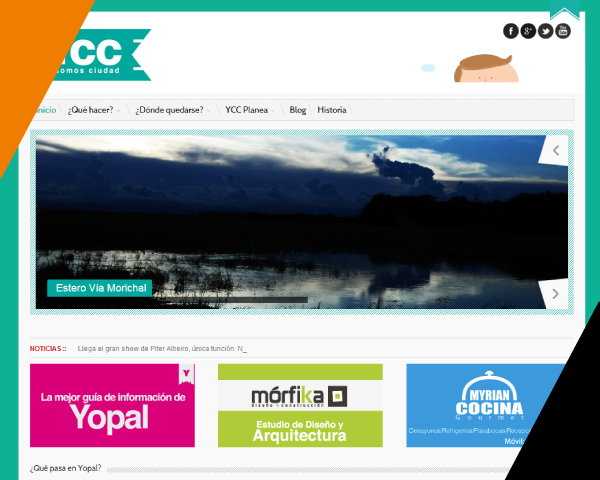 YCC
somos ciudad
Inicio
¿Qué hacer?
¿Dónde quedarse?
YCC Planea
Blog
Historia
Estero Vía Morichal
NOTICIAS ::
Llega el gran show de Piter Albeiro, única función: N_
Y
La mejor guía de información de
Yopal
mórfika
diseño & construcción
Estudio de Diseño y
Arquitectura
MYRIAN
COCINA
Gourmet
Desayunos/Refrigerios/Pasabocas/Recepc
Móvil
¿Qué pasa en Yopal?